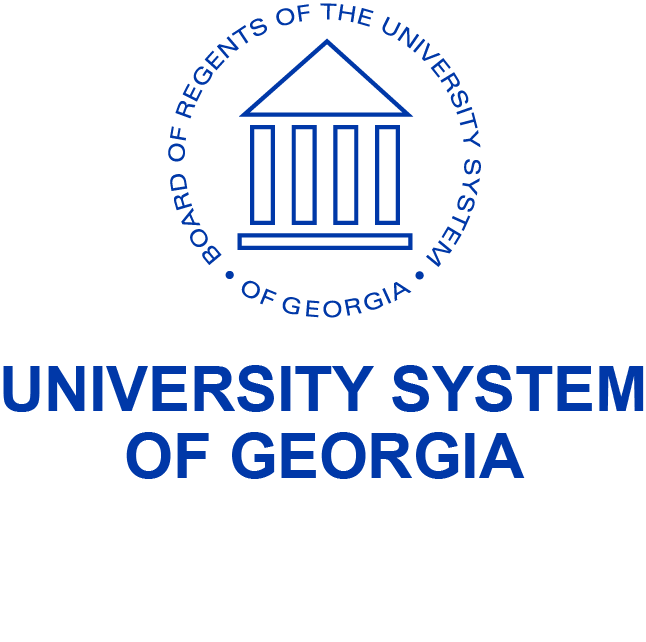 BOARD OF REGENTS OF THE UNIVERSITY SYSTEM
• OF GEORGIA •
UNIVERSITY SYSTEM
OF GEORGIA